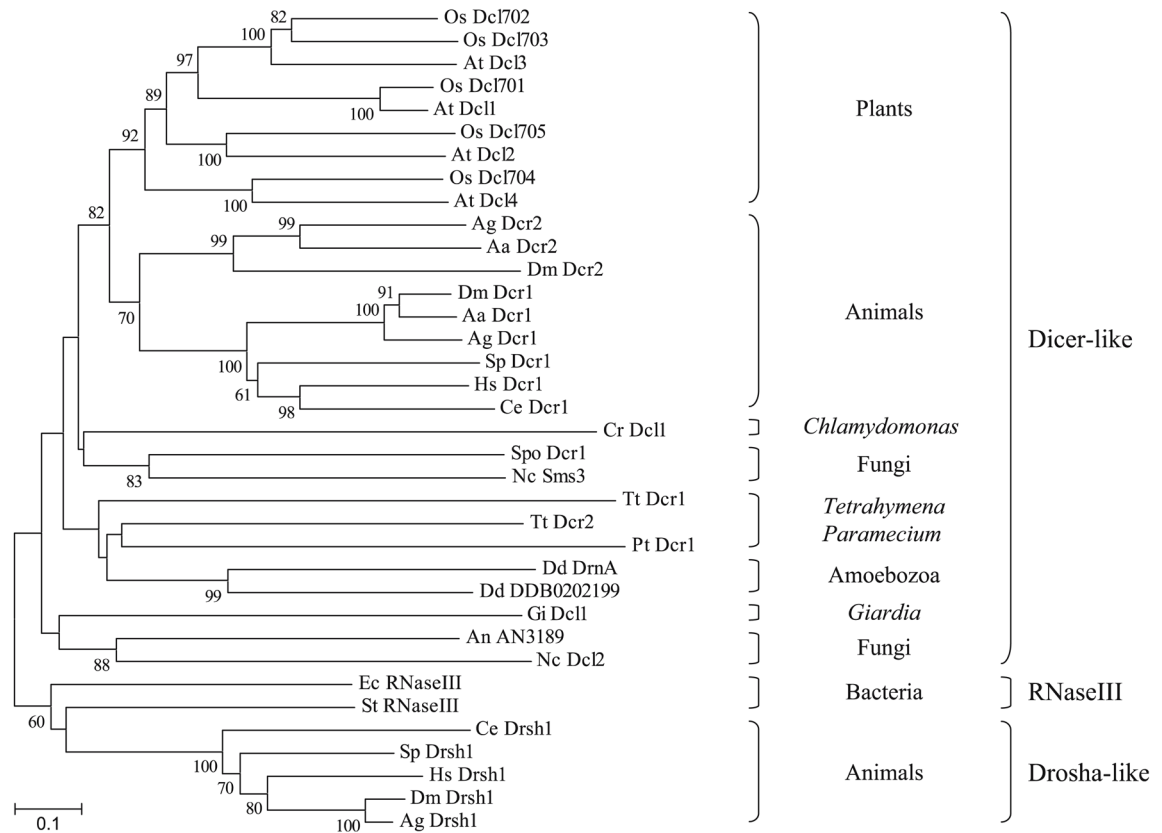 82
Os Dcl702
100
Os Dcl703
97
At Dcl3
89
Os Dcl701
100
At Dcl1
92
Os Dcl705
100
At Dcl2
Os Dcl704
100
At Dcl4
82
99
Ag Dcr2
99
Aa Dcr2
Dm Dcr2
70
91
Dm Dcr1
100
Aa Dcr1
Ag Dcr1
100
Sp Dcr1
61
Hs Dcr1
98
Ce Dcr1
Cr Dcl1
Spo Dcr1
83
Nc Sms3
Tt Dcr1
Tt Dcr2
Pt Dcr1
Dd DrnA
99
Dd DDB0202199
Gi Dcl1
An AN3189
88
Nc Dcl2
Ec RNaseIII
60
St RNaseIII
Ce Drsh1
100
Sp Drsh1
70
Hs Drsh1
80
Dm Drsh1
100
Ag Drsh1
0.1
Plants
Animals
Chlamydomonas
Fungi
Tetrahymena
Paramecium
Amoebozoa
Giardia
Fungi
Bacteria
Animals
Dicer-like
RNaseIII
Drosha-like